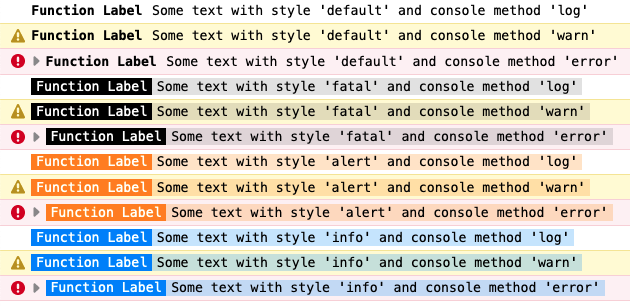 Function Label Some text with style 'default' and console method 'log'
Function Label Some text with style 'default' and console method 'warn'
Function Label Some text with style 'default' and console method 'error'
Function Label Some text with style 'fatal' and console method 'log'
Function Label Some text with style 'fatal' and console method 'warn'
Function Label Some text with style 'fatal' and console method 'error'
Function Label Some text with style 'alert' and console method 'log'
Function Label Some text with style 'alert' and console method 'warn'
Function Label Some text with style 'alert' and console method 'error'
Function Label Some text with style 'info' and console method 'log'
Function Label Some text with style 'info' and console method 'warn'
Function Label Some text with style 'info' and console method 'error'